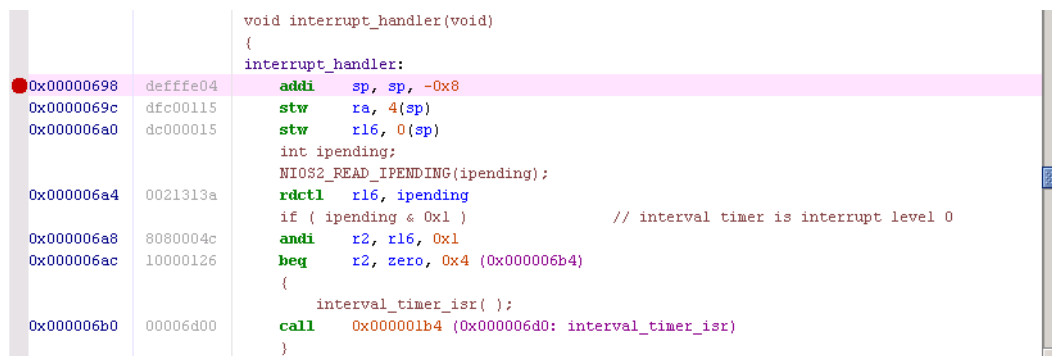 void interrupt_handler(void)
{
interrupt_handler:
0x00000698 defffe04 addi sp, sp, -0x8
0x0000069c dfc00115 stw ra, 4(sp)
0x000006a0 dc000015 stw r16, 0(sp)
int ipending;
NIOS2_READ_IPENDING(ipending);
0x000006a4 0021313a rdctl r16, ipending
if ( ipending & 0x1 ) // interval timer is interrupt level 0
0x000006a8 8080004c andi r2, r16, 0x1
0x000006ac 10000126 beq r2, zero, 0x4 (0x000006b4)
{
interval_timer_isr( );
0x000006b0 00006d00 call 0x000001b4 (0x000006d0: interval_timer_isr)
}